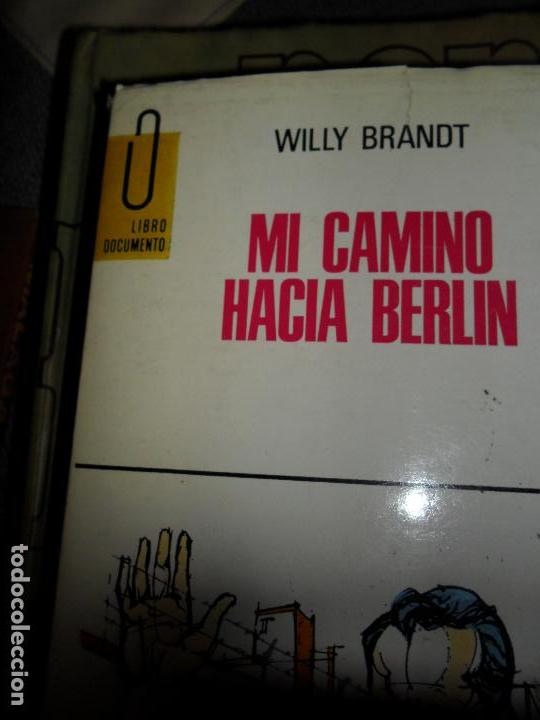 WILLY BRANDT
LIBRO
DOCUMENTO
MI CAMINO
HACIA BERLIN
todocoleccion